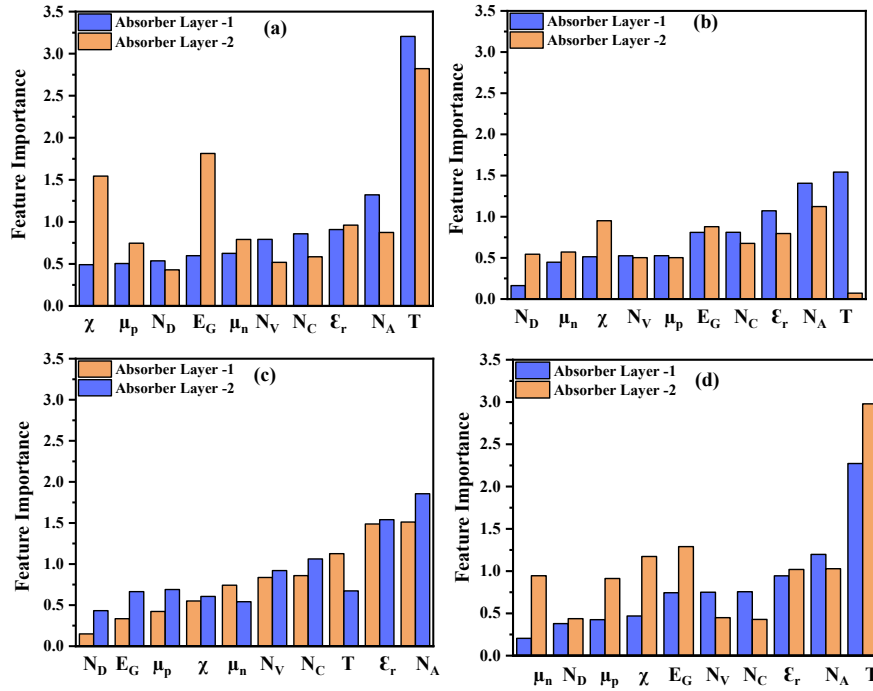 (a)
Absorber Layer -1
Absorber Layer -2
Feature Importance
3.5
3.0
2.5
2.0
1.5
1.0
0.5
0.0
χ μp ND EG μn NV NC Ɛr NA T
(b)
Absorber Layer -1
Absorber Layer -2
Feature Importance
3.5
3.0
2.5
2.0
1.5
1.0
0.5
0.0
ND μn χ NV μp EG NC Ɛr NA T
(c)
Absorber Layer -1
Absorber Layer -2
Feature Importance
3.5
3.0
2.5
2.0
1.5
1.0
0.5
0.0
ND EG μp χ μn NV NC T Ɛr NA
(d)
Absorber Layer -1
Absorber Layer -2
Feature Importance
3.5
3.0
2.5
2.0
1.5
1.0
0.5
0.0
μn ND μp χ EG NV NC Ɛr NA T